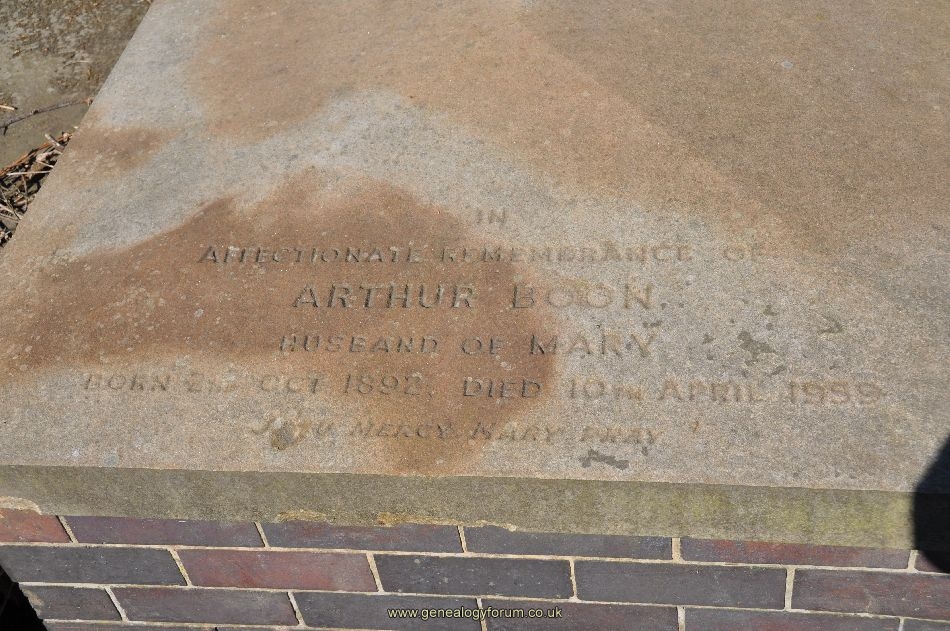 IN
AFFECTIONATE REMEMBRANCE OF
ARTHUR BOON
HUSBAND OF MARY
BORN OCT 1892. DIED 10TH APRIL 1959
MERCY MARY PRAY
www.genealogyforum.co.uk